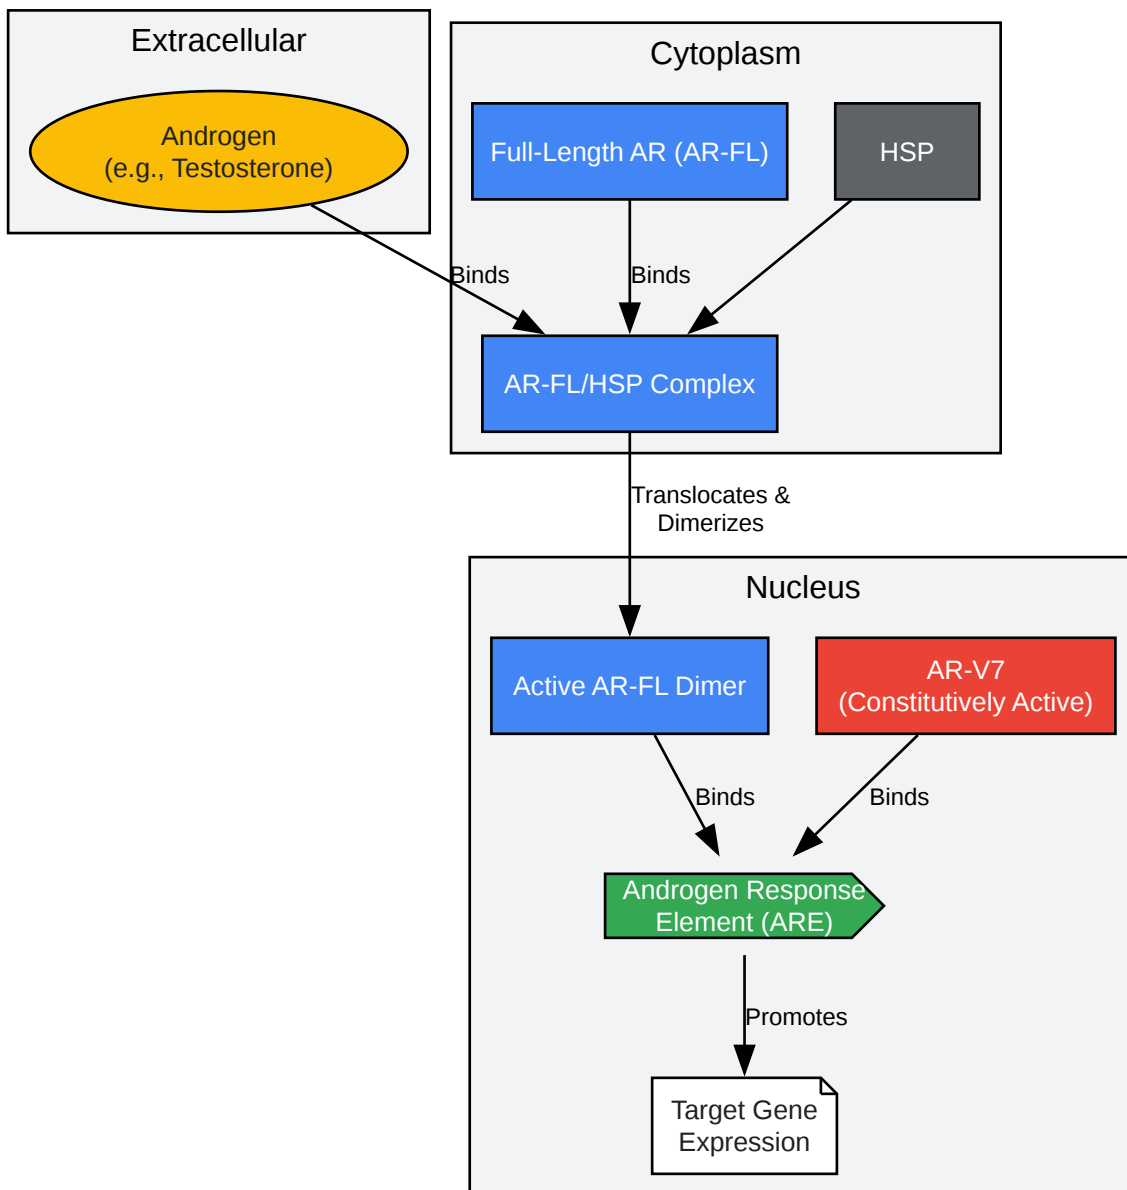 Extracellular
Androgen
(e.g., Testosterone)
Cytoplasm
Full-Length AR (AR-FL)
HSP
Binds
Binds
AR-FL/HSP Complex
Translocates &
Dimerizes
Nucleus
Active AR-FL Dimer
AR-V7
(Constitutively Active)
Binds
Binds
Androgen Response
Element (ARE)
Promotes
Target Gene
Expression